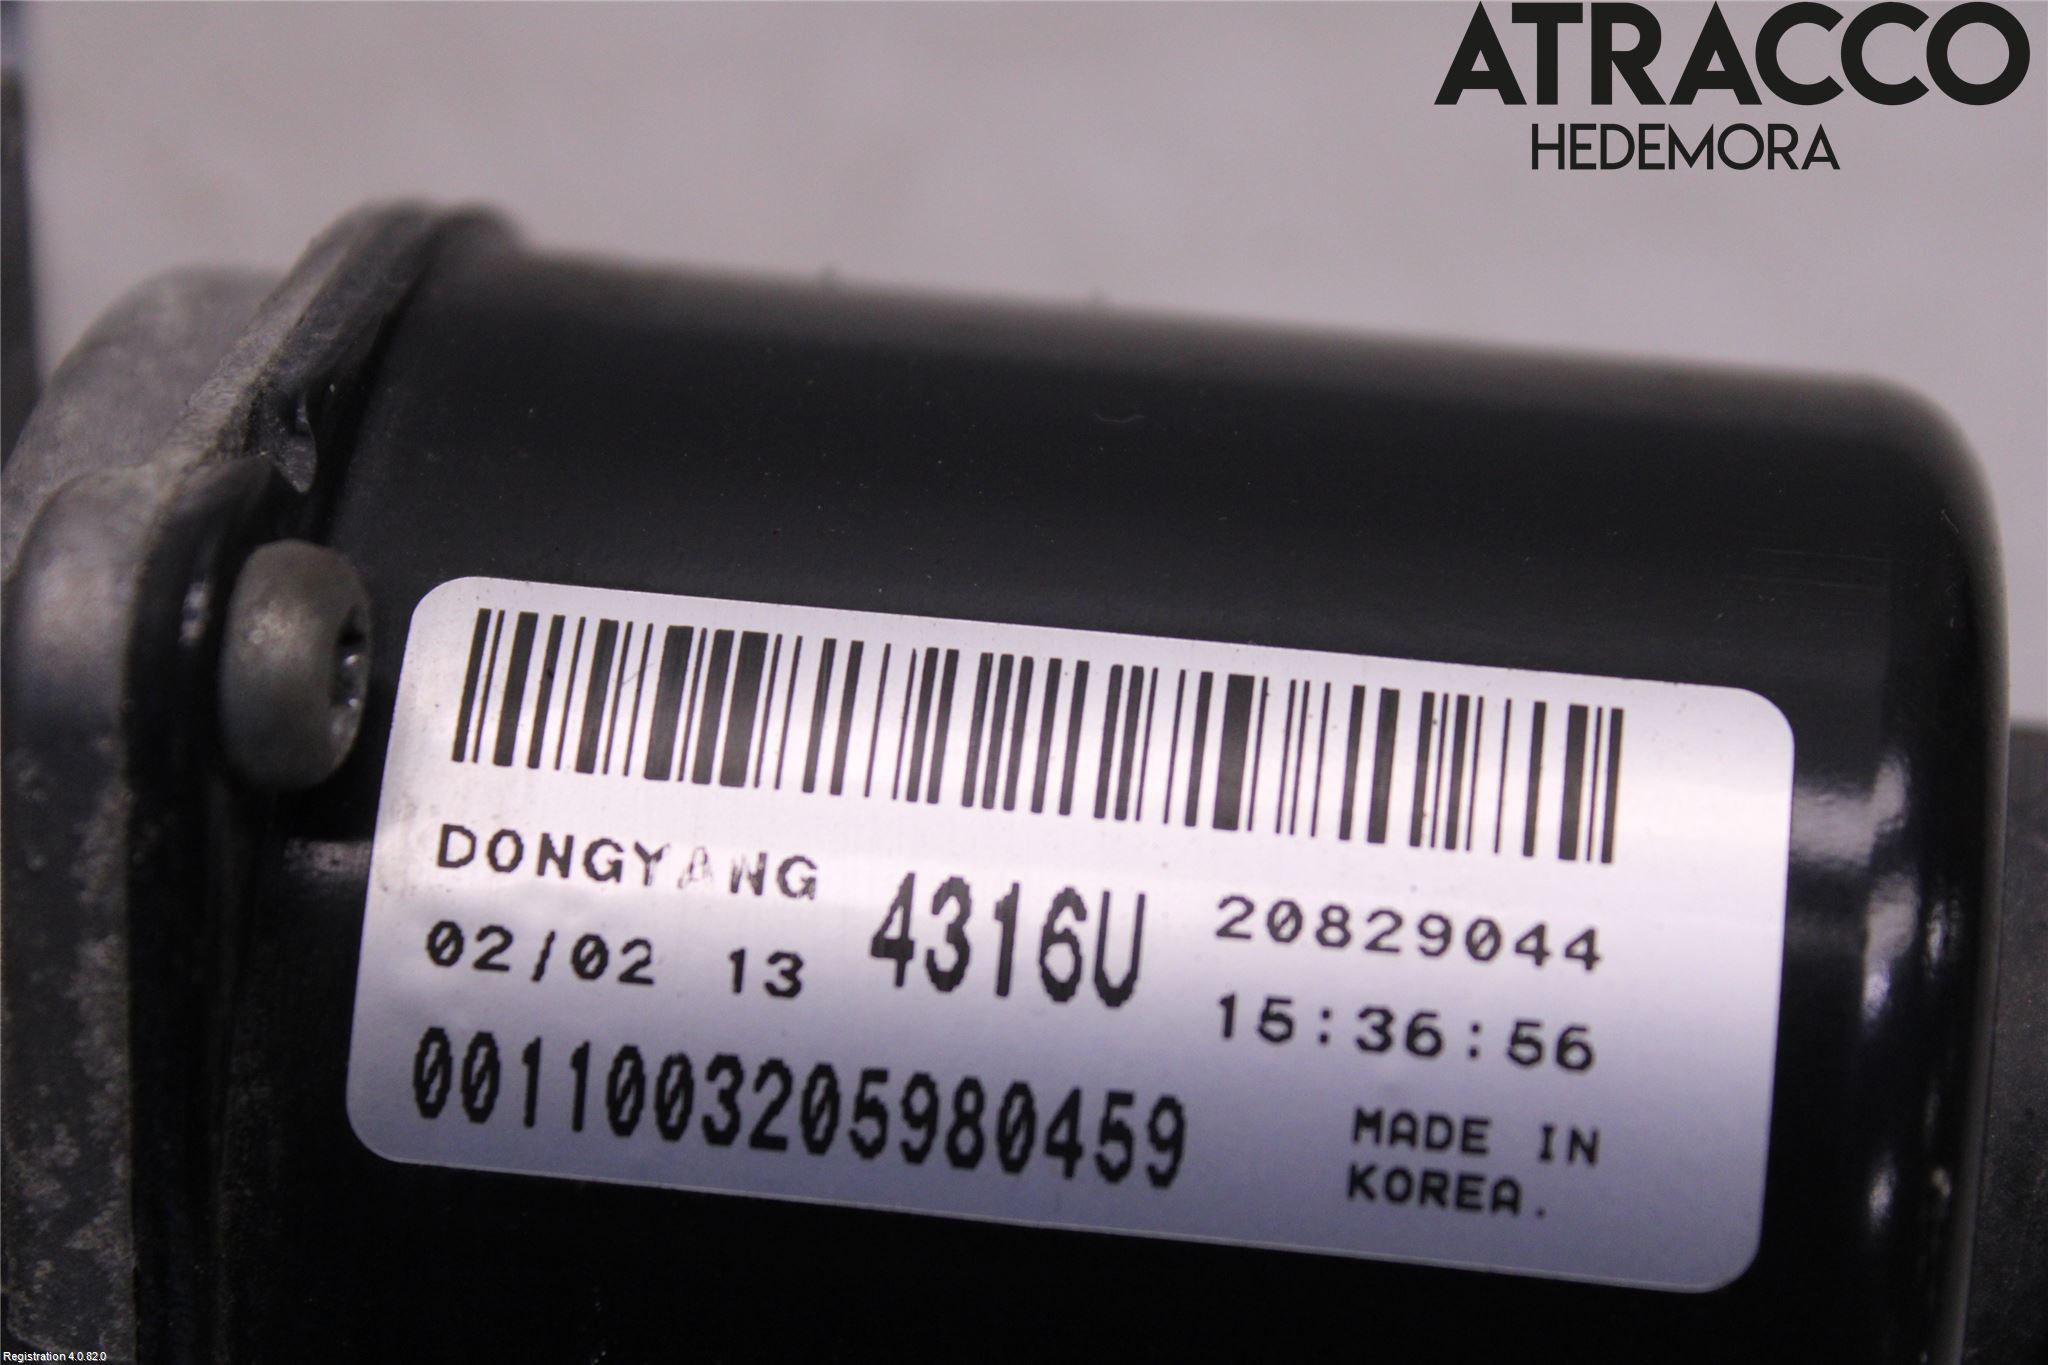 ATRACCO
HEDEMORA
DONGYANG
02/02 13
4316U
20829044
15:36:56
0011003205980459
MADE IN
KOREA.
Registration 4.0.82.0